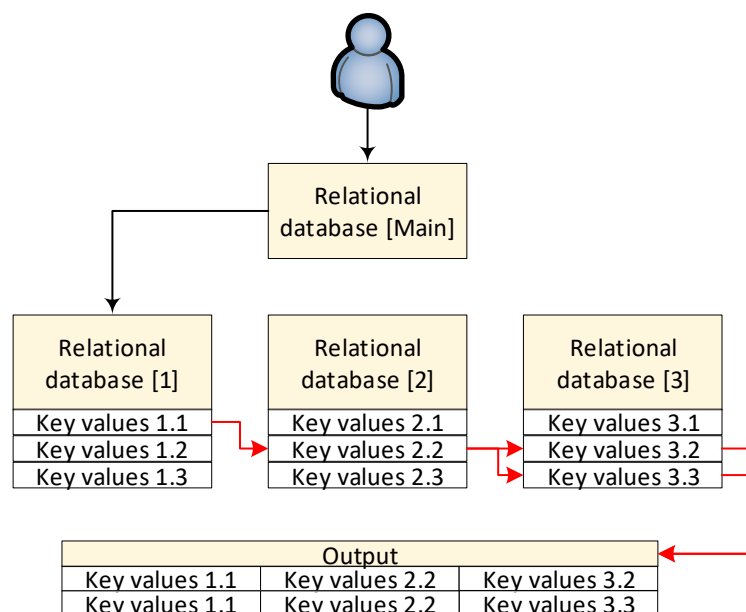 Relational
database [Main]
Relational
database [1]
Key values 1.1
Key values 1.2
Key values 1.3
Relational
database [2]
Key values 2.1
Key values 2.2
Key values 2.3
Relational
database [3]
Key values 3.1
Key values 3.2
Key values 3.3
Output
Key values 1.1 Key values 2.2 Key values 3.2
Key values 1.1 Key values 2.2 Key values 3.3